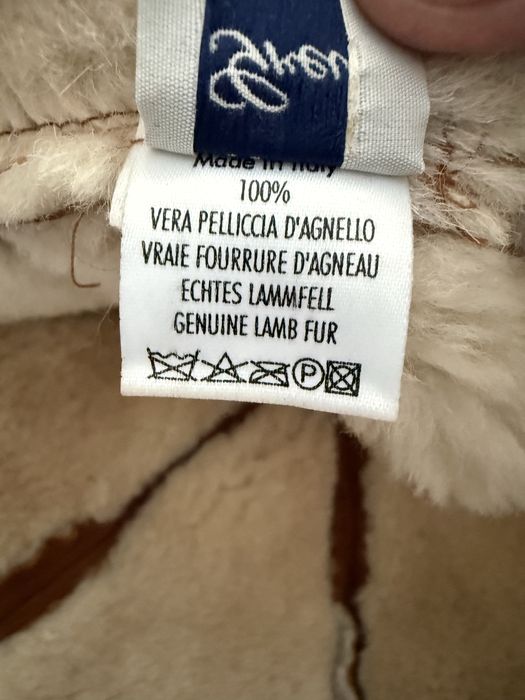 Made in Italy
100%
VERA PELLICCIA D'AGNELLO
VRAIE FOURRURE D'AGNEAU
ECHTES LAMMFELL
GENUINE LAMB FUR
P